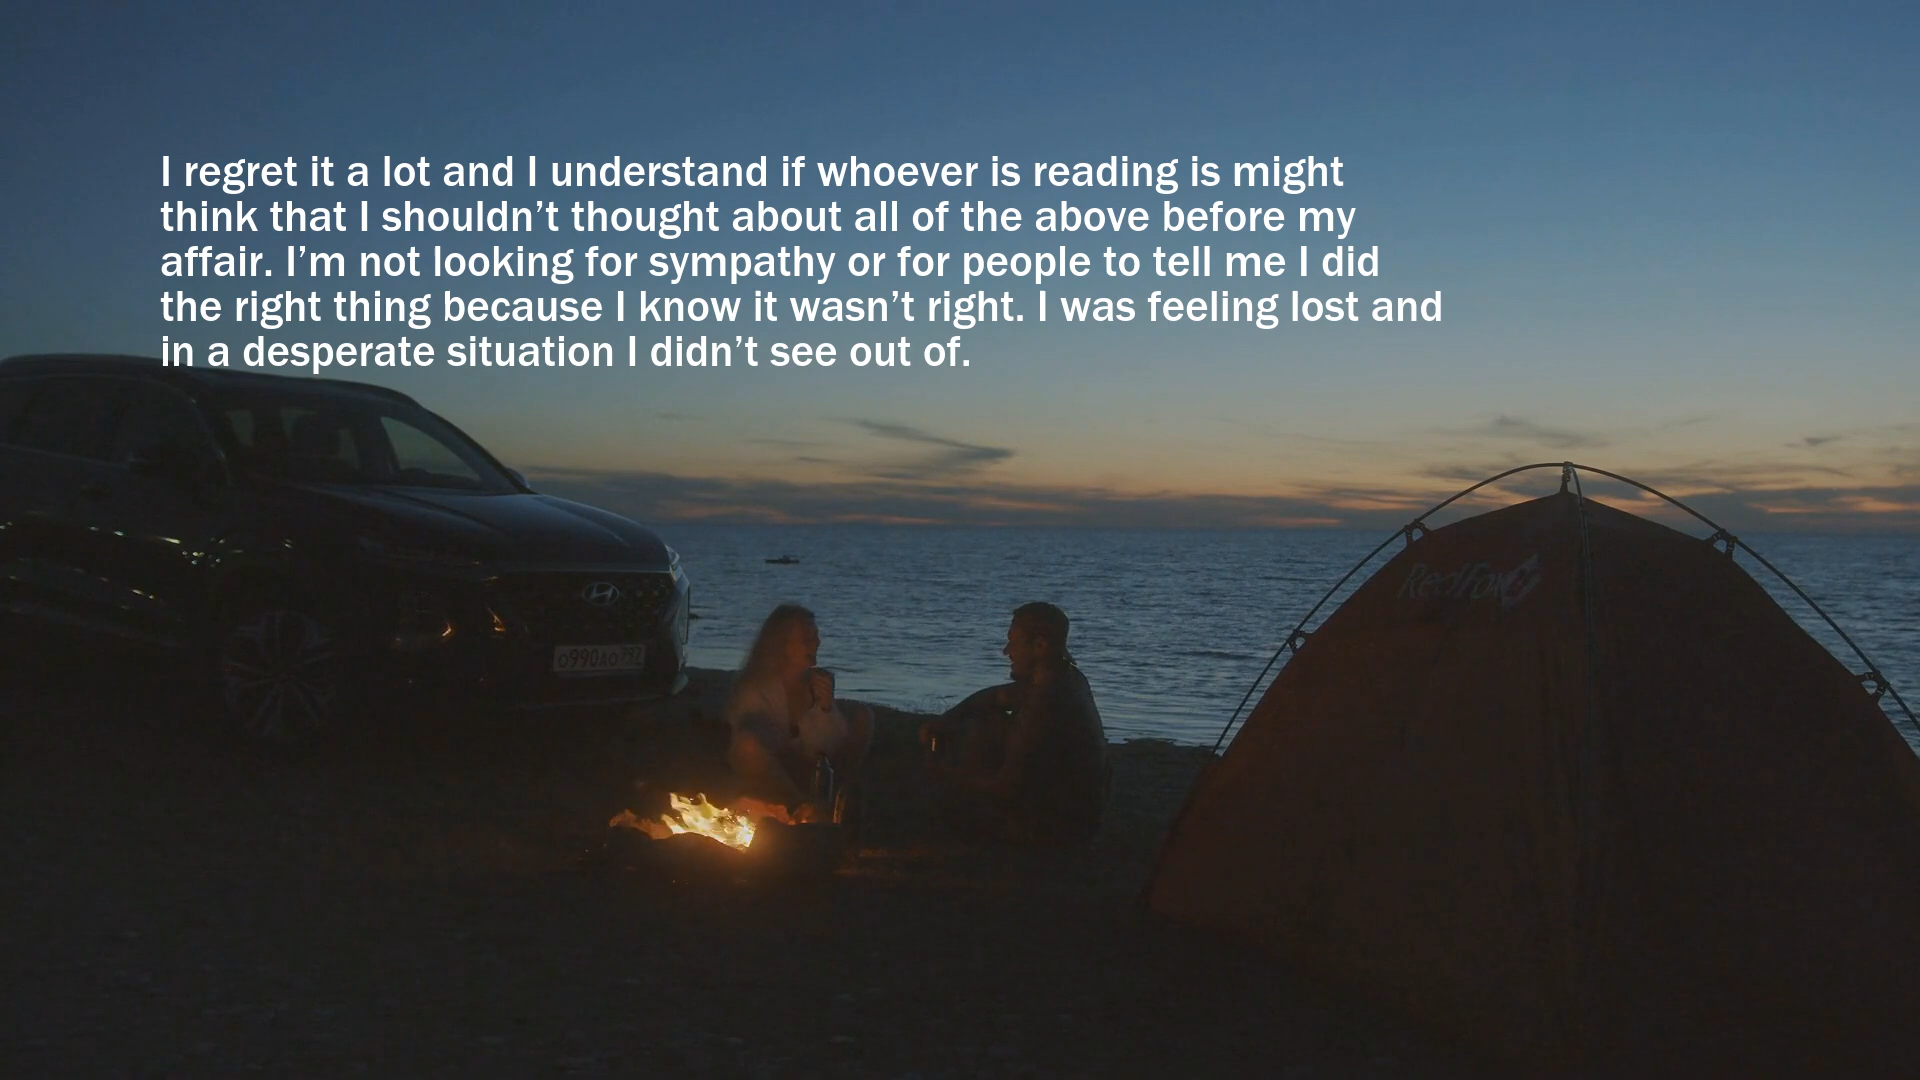 I regret it a lot and I understand if whoever is reading is might
think that I shouldn’t thought about all of the above before my
affair. I’m not looking for sympathy or for people to tell me I did
the right thing because I know it wasn’t right. I was feeling lost and
in a desperate situation I didn’t see out of.
RedFox
О990АО797